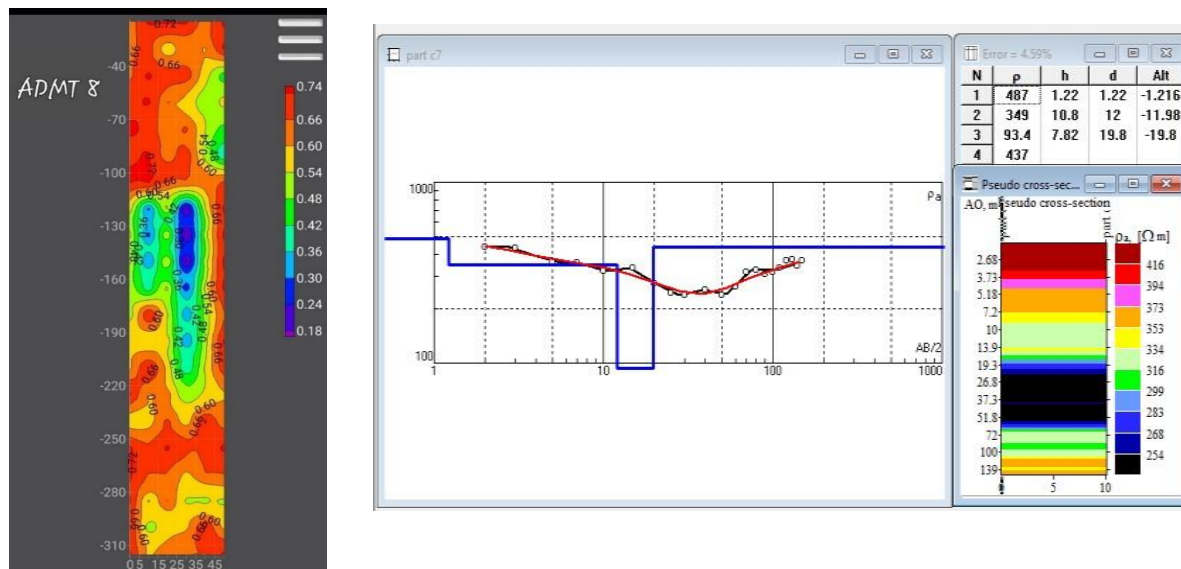 ADMT 8
-40
-70
-100
-130
-160
-190
-220
-250
-280
-310
0.5 15 25 35 45
0.74
0.66
0.60
0.54
0.48
0.42
0.36
0.30
0.24
0.18
part c7
1000
100
ρa
AB/2
1 10 100 1000
Error = 4.59%
N ρ h d Alt
1 487 1.22 1.22 -1.216
2 349 10.8 12 -11.98
3 93.4 7.82 19.8 -19.8
4 437
Pseudo cross-sec...
AO, m
seudo cross-section
part c
ρa, [Ωm]
2.68
3.73
5.18
7.2
10
13.9
19.3
26.8
37.3
51.8
72
100
139
0 5 10
416
394
373
353
334
316
299
283
268
254